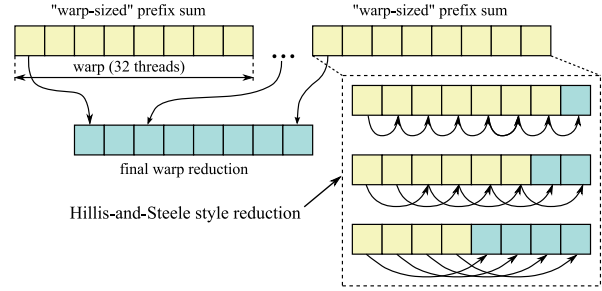 "warp-sized" prefix sum
"warp-sized" prefix sum
...
warp (32 threads)
final warp reduction
Hillis-and-Steele style reduction